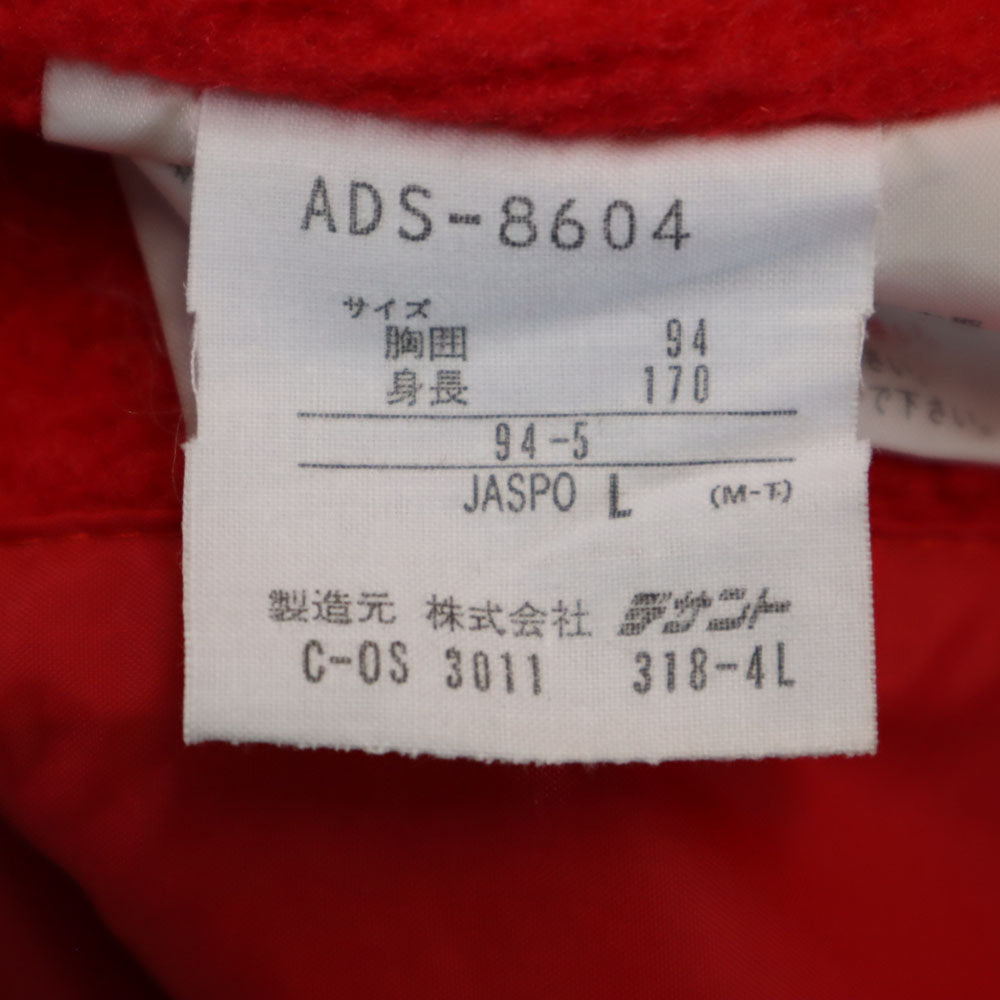 ADS-8604
サイズ
胸囲 94
身長 170
94-5
JASPO L (M-T)
製造元 株式会社 デサント
C-OS 3011 318-4L